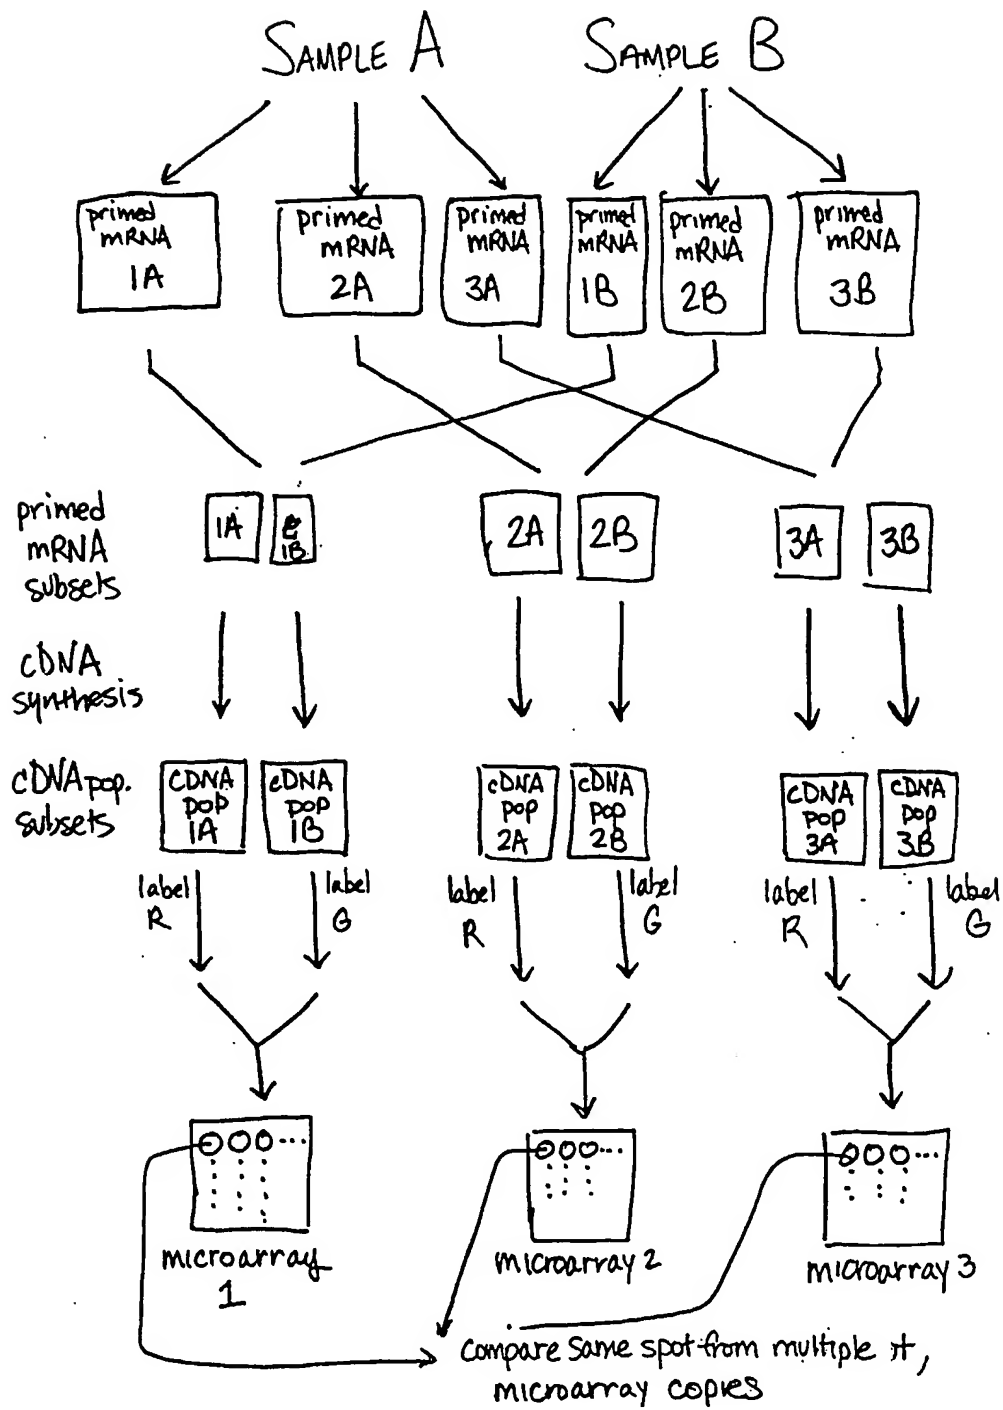 SAMPLE A
SAMPLE B
primed
mRNA
1A
primed
mRNA
2A
primed
mRNA
3A
primed
mRNA
1B
primed
mRNA
2B
primed
mRNA
3B
primed
mRNA
subsets
1A
1B
2A
2B
3A
3B
cDNA
synthesis
cDNA pop.
subsets
cDNA
pop
1A
cDNA
pop
1B
cDNA
pop
2A
cDNA
pop
2B
cDNA
pop
3A
cDNA
pop
3B
label
R
label
G
label
R
label
G
label
R
label
G
microarray
1
microarray 2
microarray 3
compare same spot from multiple
microarray copies